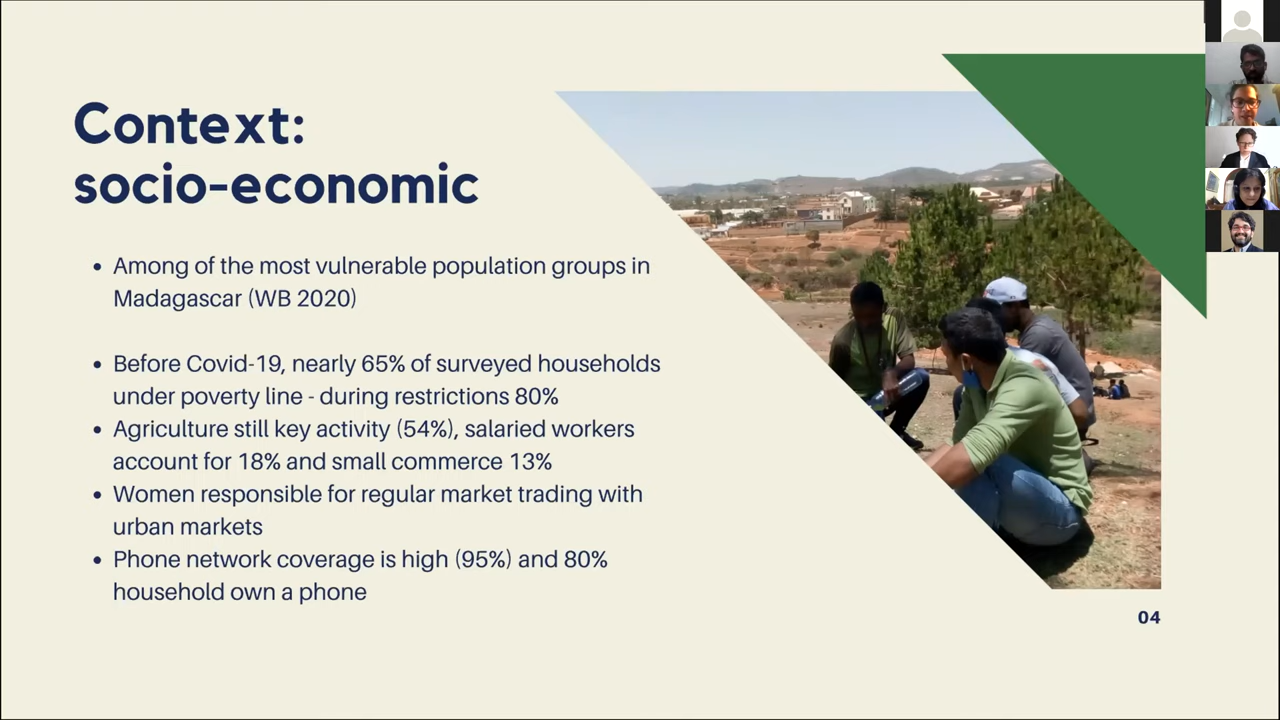 Context:
socio-economic
• Among of the most vulnerable population groups in
Madagascar (WB 2020)
• Before Covid-19, nearly 65% of surveyed households
under poverty line - during restrictions 80%
• Agriculture still key activity (54%), salaried workers
account for 18% and small commerce 13%
• Women responsible for regular market trading with
urban markets
• Phone network coverage is high (95%) and 80%
household own a phone
04